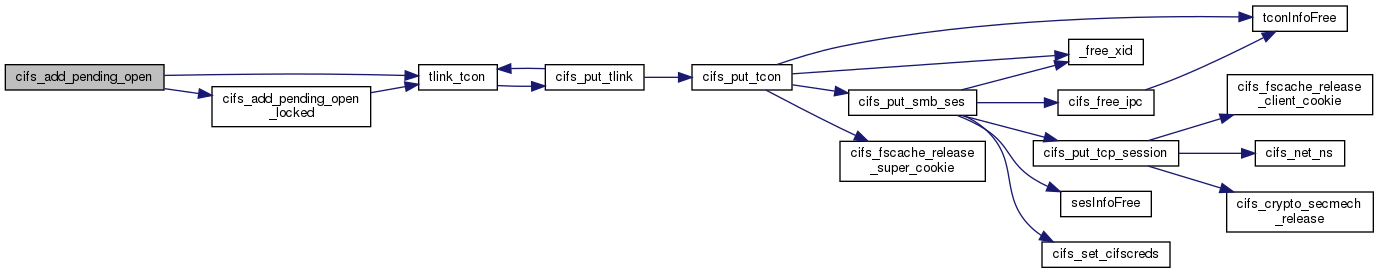 cifs_add_pending_open
cifs_add_pending_open
_locked
tlink_tcon
cifs_put_tlink
cifs_put_tcon
cifs_put_smb_ses
cifs_fscache_release
_super_cookie
tconInfoFree
_free_xid
cifs_free_ipc
cifs_put_tcp_session
sesInfoFree
cifs_set_cifscreds
cifs_fscache_release
_client_cookie
cifs_net_ns
cifs_crypto_secmech
_release